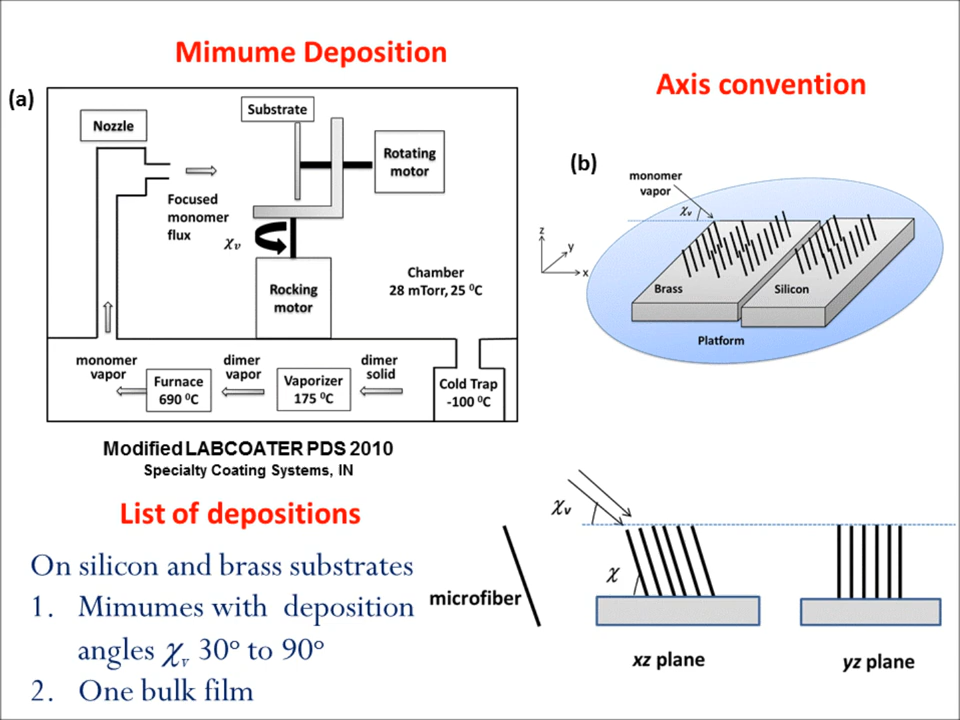 Mimume Deposition
(a)
Nozzle
Substrate
Rotating
motor
Focused
monomer
flux
χv
Rocking
motor
Chamber
28 mTorr, 25 ⁰C
monomer
vapor
Furnace
690 ⁰C
dimer
vapor
Vaporizer
175 ⁰C
dimer
solid
Cold Trap
-100 ⁰C
Modified LABCOATER PDS 2010
Specialty Coating Systems, IN
Axis convention
(b)
monomer
vapor
χv
z
y
x
Brass
Silicon
Platform
List of depositions
On silicon and brass substrates
1. Mimumes with deposition
angles χv 30° to 90°
2. One bulk film
microfiber
χv
χ
xz plane
yz plane